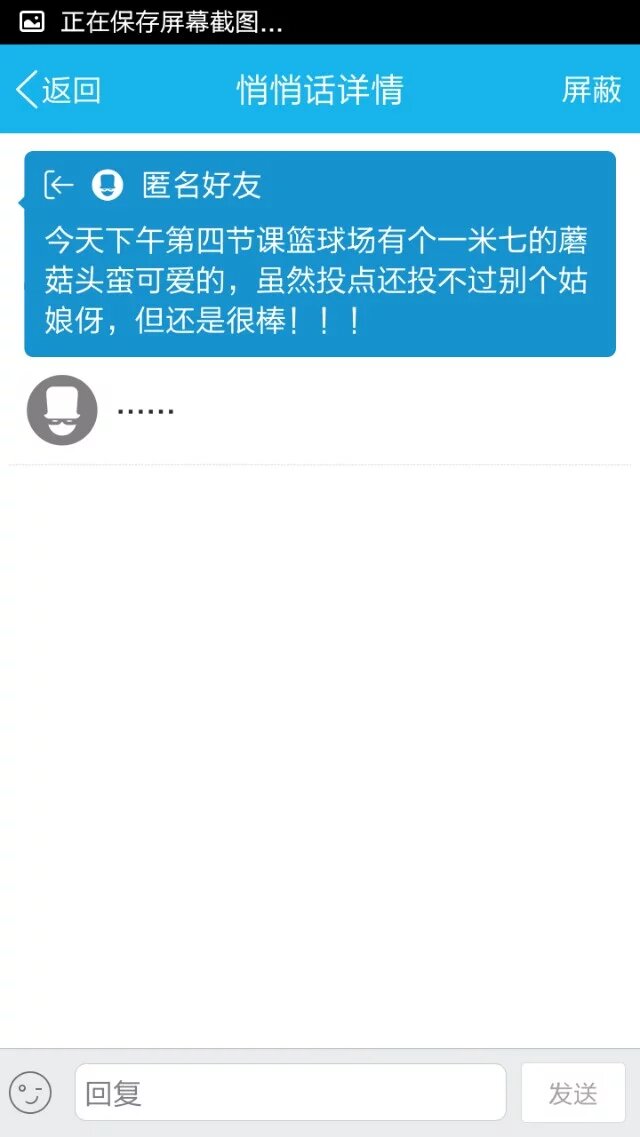 正在保存屏幕截图...
返回
悄悄话详情
屏蔽
匿名好友
今天下午第四节课篮球场有个一米七的蘑
菇头蛮可爱的，虽然投点还投不过别个姑
娘伢，但还是很棒！！！
······
回复
发送